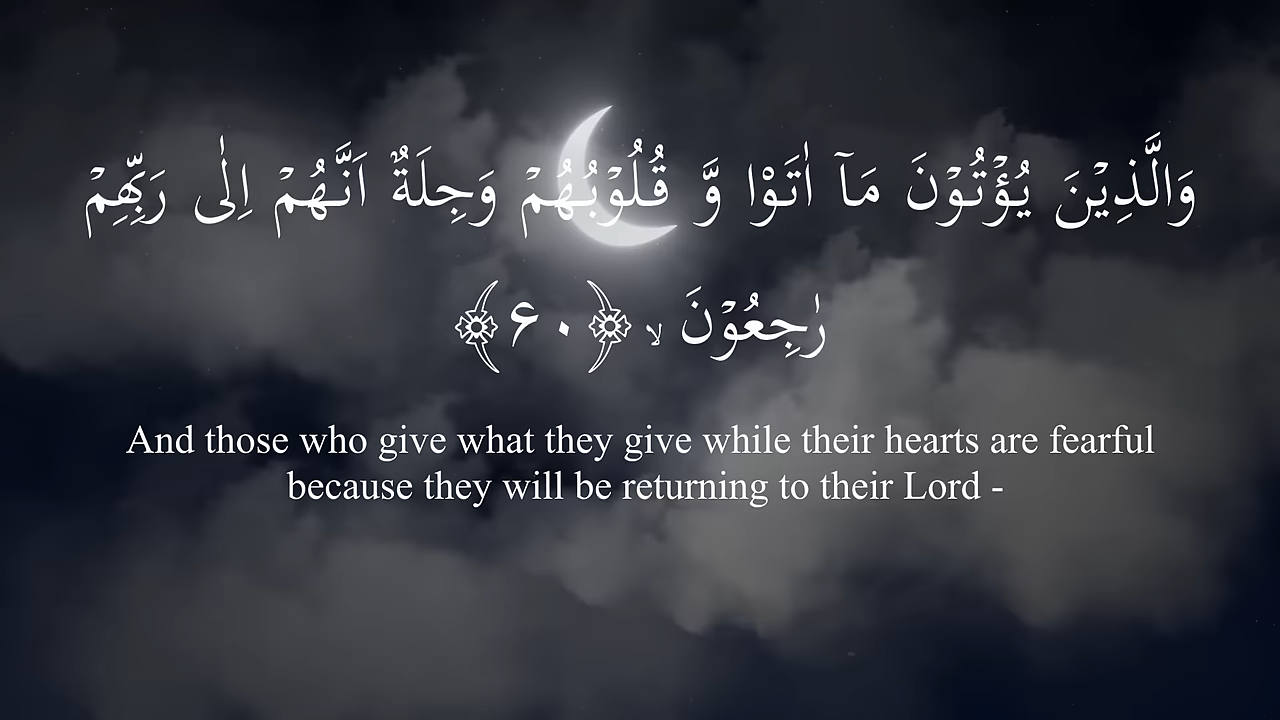 وَالَّذِيْنَ يُؤْتُوْنَ مَآ اٰتَوْا وَّ قُلُوْبُهُمْ وَجِلَةٌ اَنَّهُمْ اِلٰى رَبِّهِمْ
رٰجِعُوْنَ ۙ ﴿۶۰﴾
And those who give what they give while their hearts are fearful
because they will be returning to their Lord -